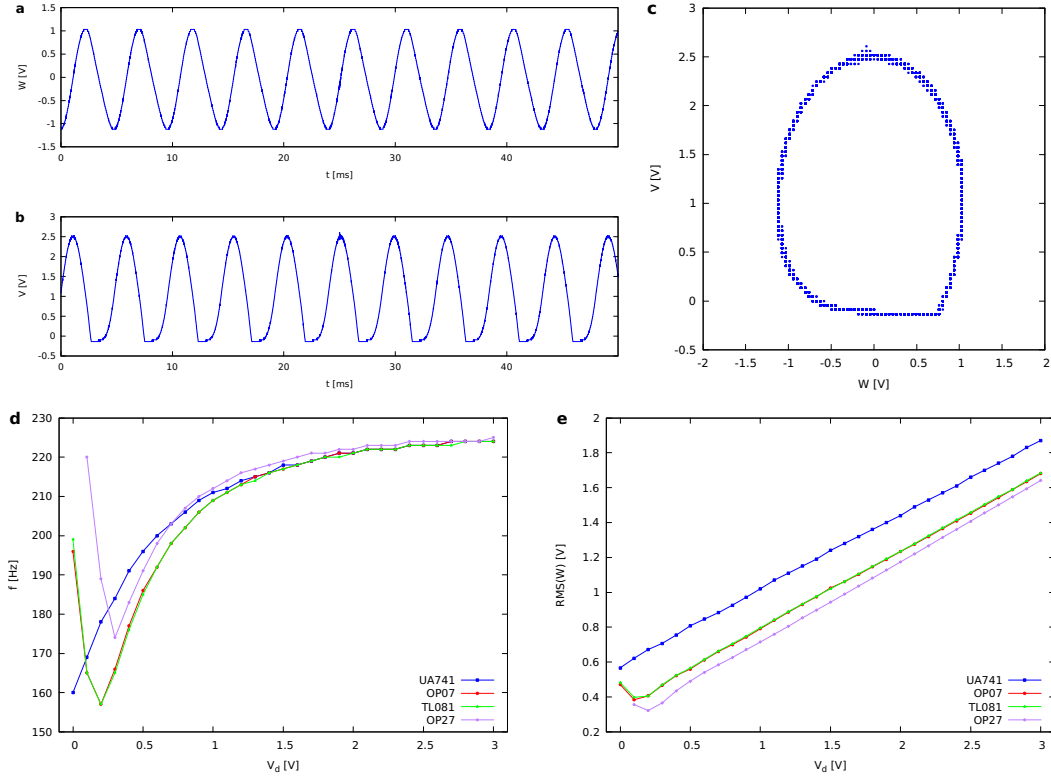 a
1.5
1
0.5
0
-0.5
-1
-1.5
W [V]
0 10 20 30 40
t [ms]
b
3
2.5
2
1.5
1
0.5
0
-0.5
V [V]
0 10 20 30 40
t [ms]
c
3
2.5
2
1.5
1
0.5
0
-0.5
V [V]
-2 -1.5 -1 -0.5 0 0.5 1 1.5 2
W [V]
d
230
220
210
200
190
180
170
160
150
f [Hz]
0 0.5 1 1.5 2 2.5 3
V_d [V]
UA741
OP07
TL081
OP27
e
2
1.8
1.6
1.4
1.2
1
0.8
0.6
0.4
0.2
RMS(W) [V]
0 0.5 1 1.5 2 2.5 3
V_d [V]
UA741
OP07
TL081
OP27